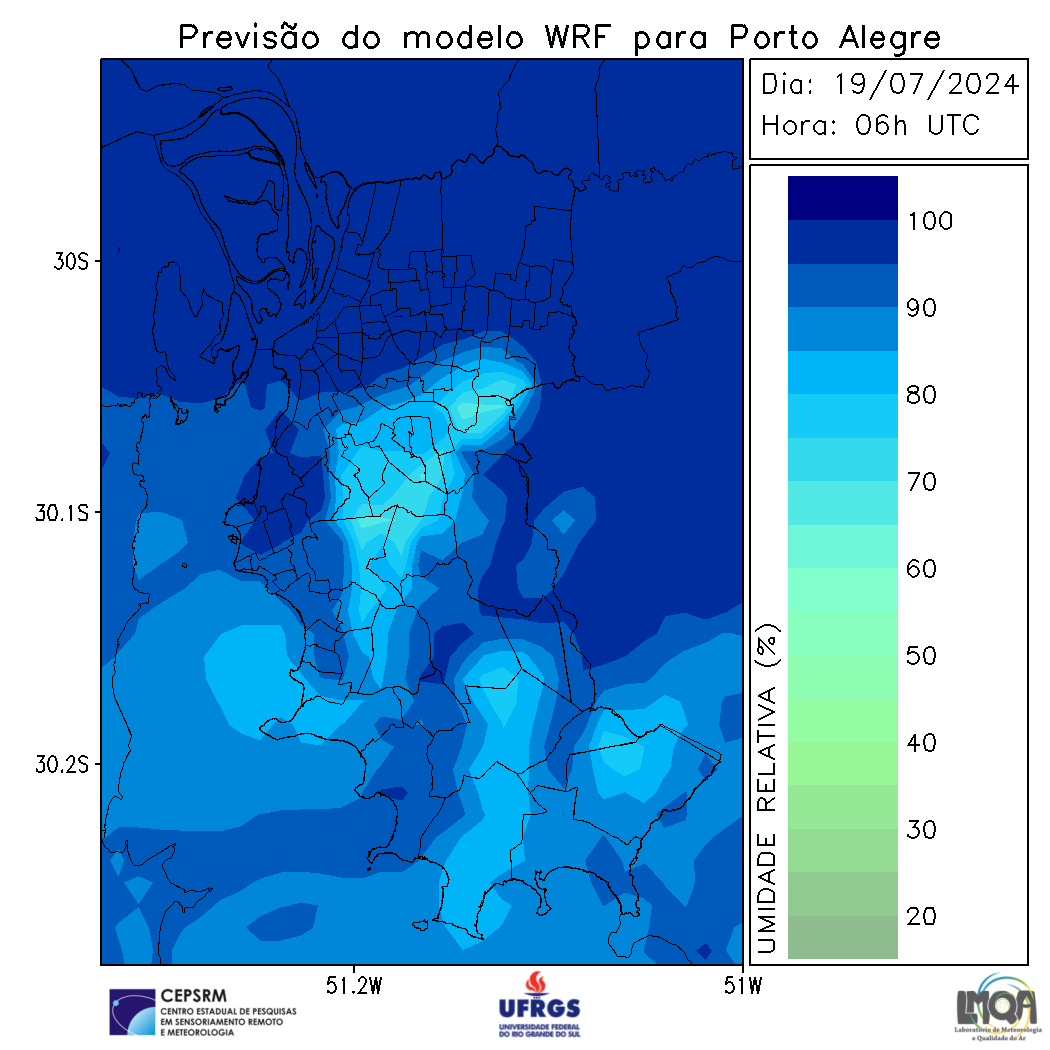 Previsão do modelo WRF para Porto Alegre
Dia: 19/07/2024
Hora: 06h UTC
100
90
80
70
60
50
40
30
20
UMIDADE RELATIVA (%)
30S
30.1S
30.2S
51.2W
51W
CEPSRM
CENTRO ESTADUAL DE PESQUISAS
EM SENSORIAMENTO REMOTO
E METEOROLOGIA
UFRGS
UNIVERSIDADE FEDERAL
DO RIO GRANDE DO SUL
LMQA
Laboratório de Meteorologia
e Qualidade do Ar